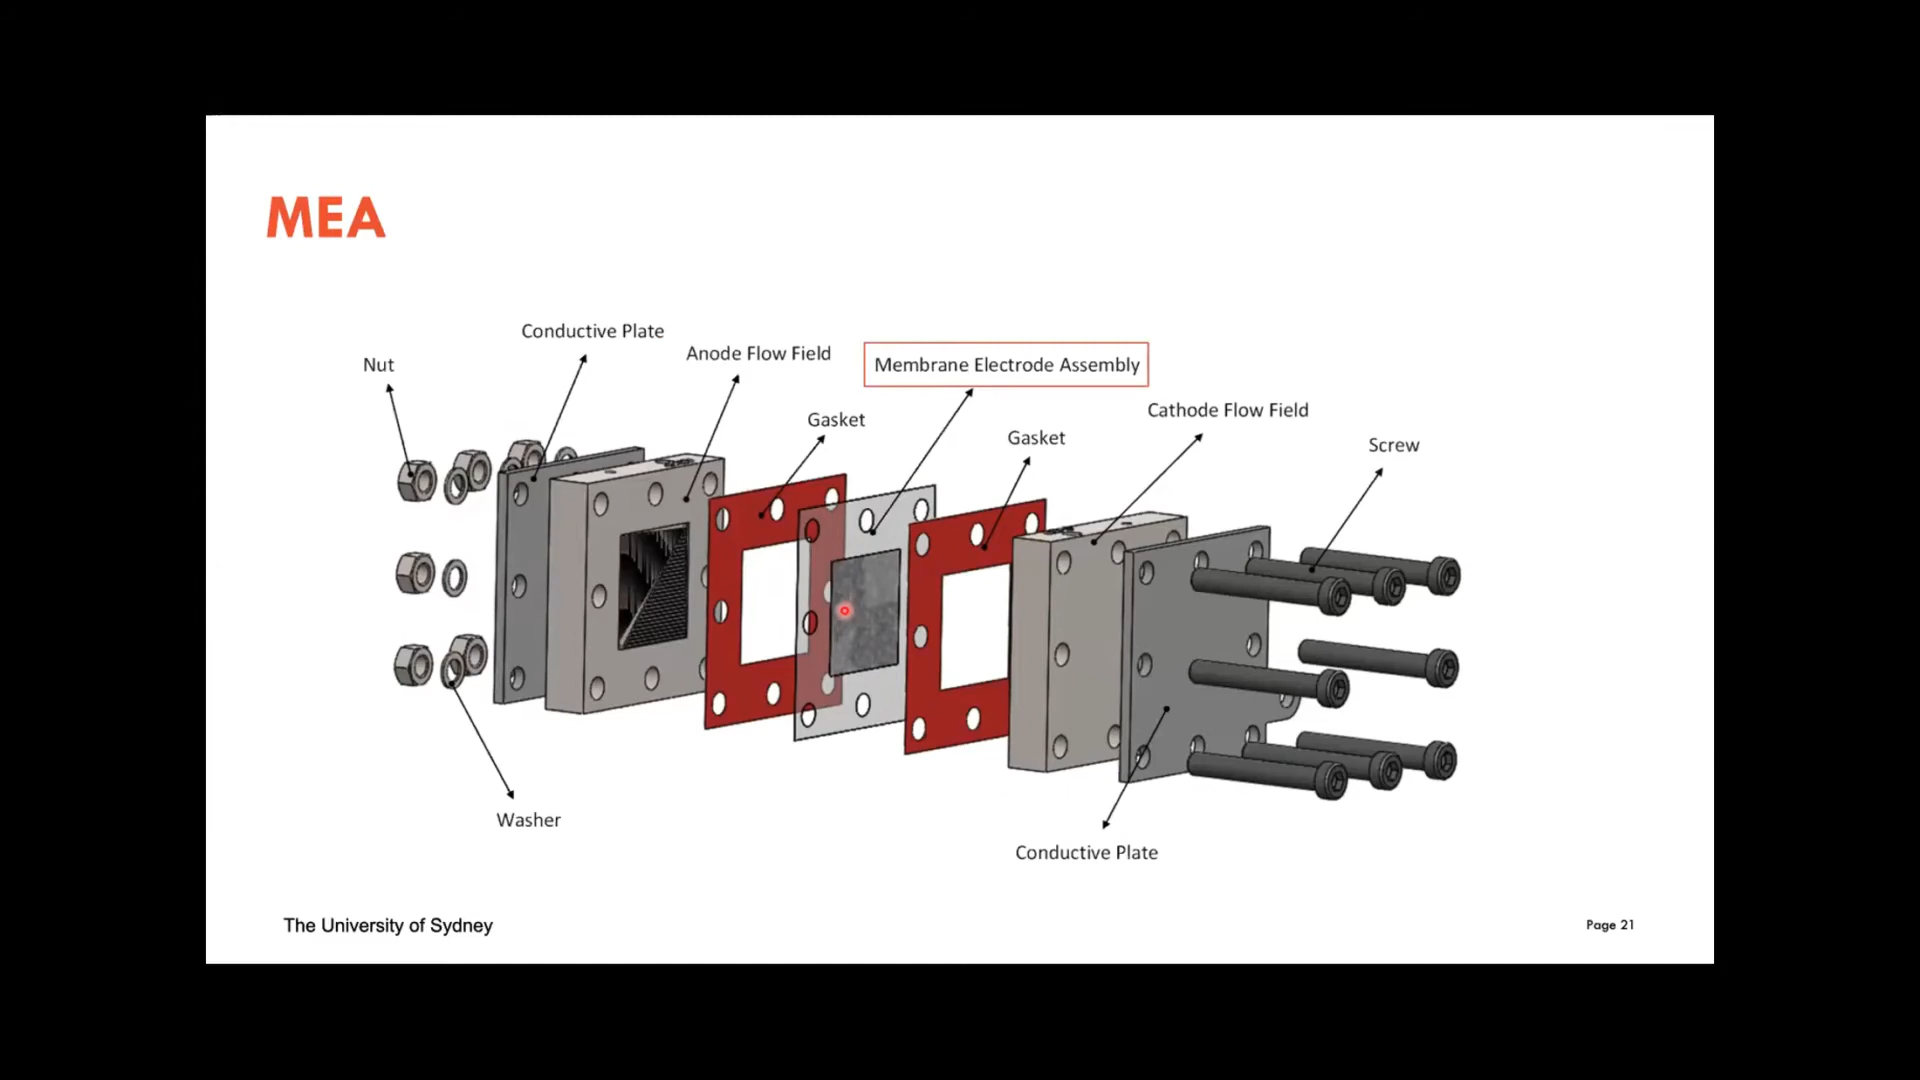 MEA
Conductive Plate
Nut
Anode Flow Field
Membrane Electrode Assembly
Gasket
Cathode Flow Field
Gasket
Screw
Washer
Conductive Plate
The University of Sydney
Page 21